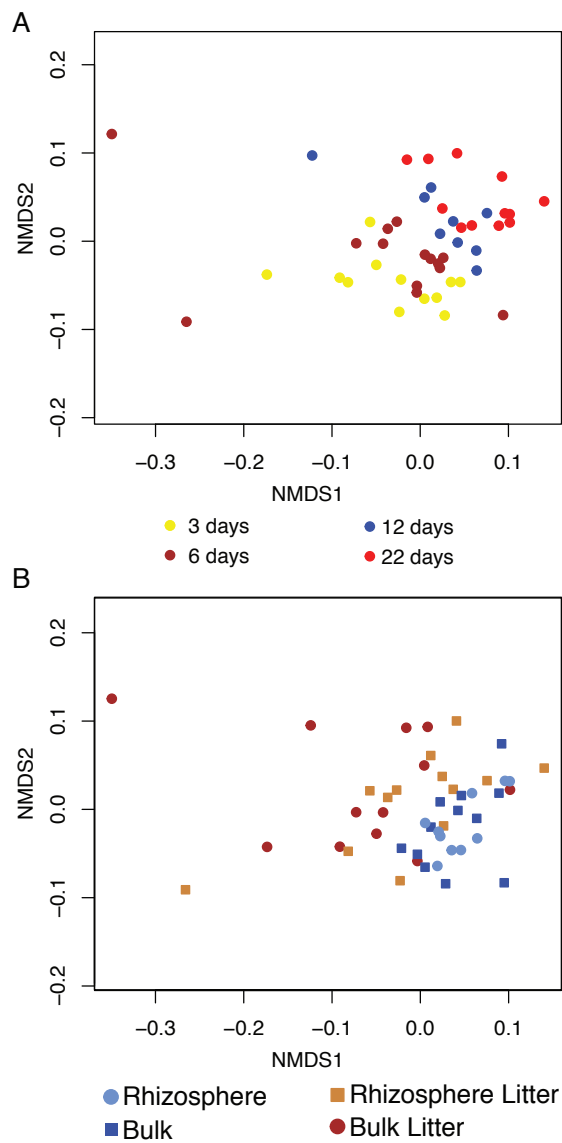 A
0.2
0.1
0.0
−0.1
−0.2
NMDS2
−0.3 −0.2 −0.1 0.0 0.1
NMDS1
3 days 12 days
6 days 22 days
B
0.2
0.1
0.0
−0.1
−0.2
NMDS2
−0.3 −0.2 −0.1 0.0 0.1
NMDS1
Rhizosphere Rhizosphere Litter
Bulk Bulk Litter